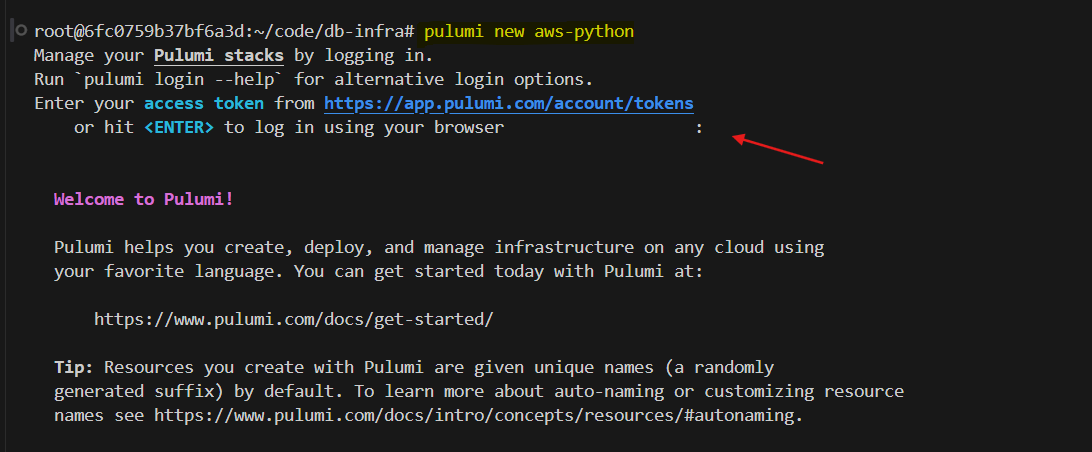 root@6fc0759b37bf6a3d:~/code/db-infra# pulumi new aws-python
Manage your Pulumi stacks by logging in.
Run `pulumi login --help` for alternative login options.
Enter your access token from https://app.pulumi.com/account/tokens
or hit <ENTER> to log in using your browser :
Welcome to Pulumi!
Pulumi helps you create, deploy, and manage infrastructure on any cloud using
your favorite language. You can get started today with Pulumi at:
https://www.pulumi.com/docs/get-started/
Tip: Resources you create with Pulumi are given unique names (a randomly
generated suffix) by default. To learn more about auto-naming or customizing resource
names see https://www.pulumi.com/docs/intro/concepts/resources/#autonaming.